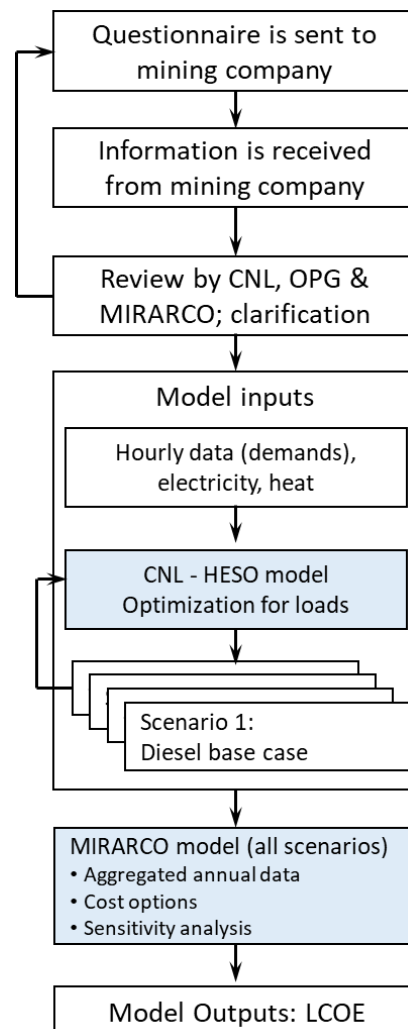 Questionnaire is sent to
mining company
Information is received
from mining company
Review by CNL, OPG &
MIRARCO; clarification
Model inputs
Hourly data (demands),
electricity, heat
CNL - HESO model
Optimization for loads
Scenario 1:
Diesel base case
MIRARCO model (all scenarios)
• Aggregated annual data
• Cost options
• Sensitivity analysis
Model Outputs: LCOE